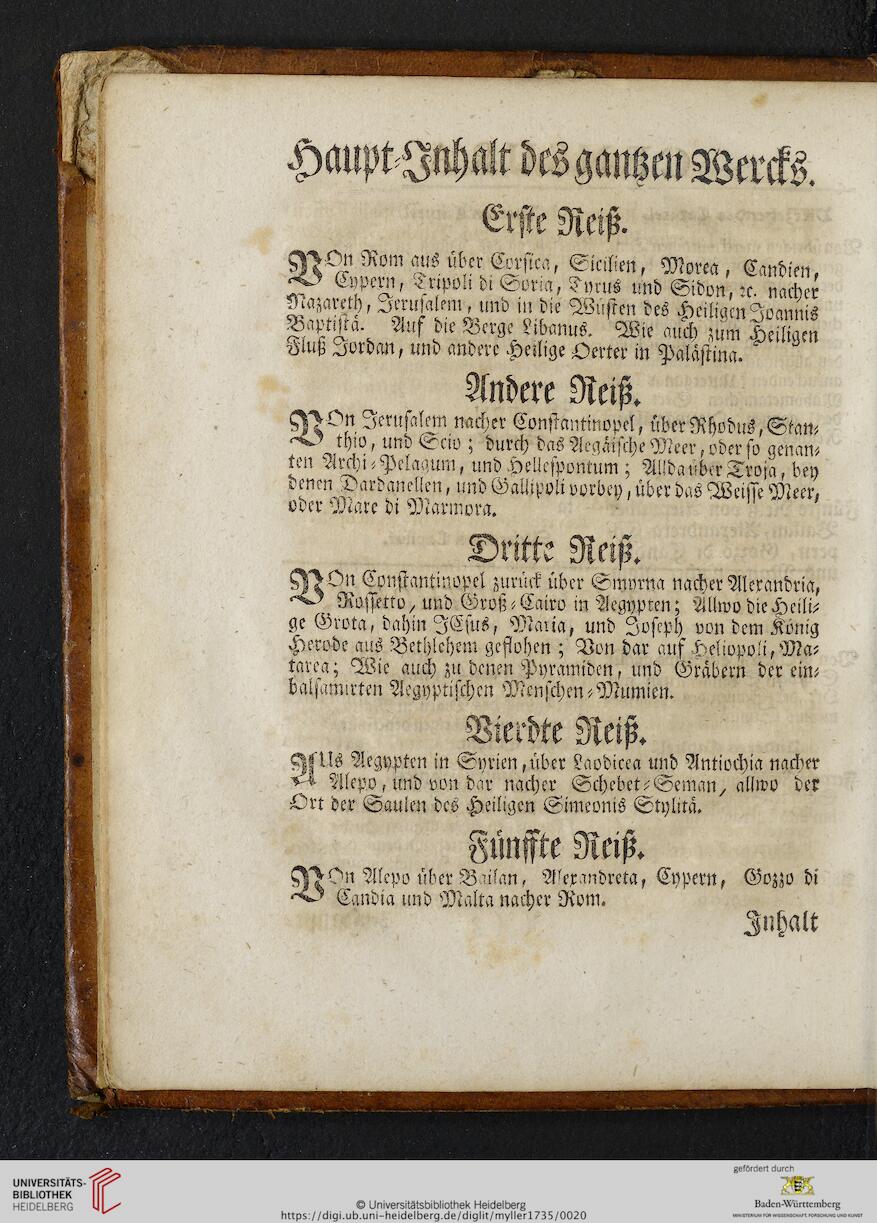 Haupt-Inhalt des gantzen Wercks.
Erste Reiß.
VOn Rom aus über Corsica, Sicilien, Morea, Candien,
Cypern, Tripoli di Soria, Tyrus und Sidon, ꝛc. nacher
Nazareth, Jerusalem, und in die Wüsten des Heiligen Joannis
Baptistä. Auf die Berge Libanus. Wie auch zum Heiligen
Fluß Jordan, und andere Heilige Oerter in Palästina.
Andere Reiß.
VOn Jerusalem nacher Constantinopel, über Rhodus, Stan-
thio, und Scio; durch das Aegäische Meer, oder so genan-
ten Archi-Pelagum, und Hellespontum; Allda über Troja, bey
denen Dardanellen, und Gallipoli vorbey, über das Weisse Meer,
oder Mare di Marmora.
Dritte Reiß.
VOn Constantinopel zurück über Smyrna nacher Alexandria,
Rossetto, und Groß-Cairo in Aegypten; Allwo die Heili-
ge Grota, dahin JEsus, Maria, und Joseph von dem König
Herode aus Bethlehem geflohen; Von dar auf Heliopoli, Ma-
tarea; Wie auch zu denen Pyramiden, und Gräbern der ein-
balsamirten Aegyptischen Menschen-Mumien.
Vierdte Reiß.
AUs Aegypten in Syrien, über Laodicea und Antiochia nacher
Alepo, und von dar nacher Schebet-Seman, allwo der
Ort der Saulen des Heiligen Simeonis Stylitä.
Fünffte Reiß.
VOn Alepo über Bailan, Alexandreta, Cypern, Gozzo di
Candia und Malta nacher Rom.
Inhalt
UNIVERSITÄTS-
BIBLIOTHEK
HEIDELBERG
© Universitätsbibliothek Heidelberg
https://digi.ub.uni-heidelberg.de/diglit/myller1735/0020
gefördert durch
Baden-Württemberg
MINISTERIUM FÜR WISSENSCHAFT, FORSCHUNG UND KUNST